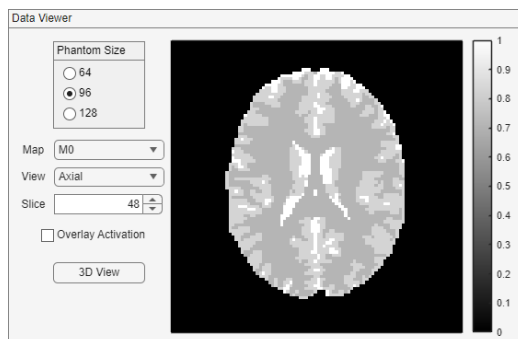 Data Viewer
Phantom Size
64
96
128
Map M0
View Axial
Slice 48
Overlay Activation
3D View
1
0.9
0.8
0.7
0.6
0.5
0.4
0.3
0.2
0.1
0